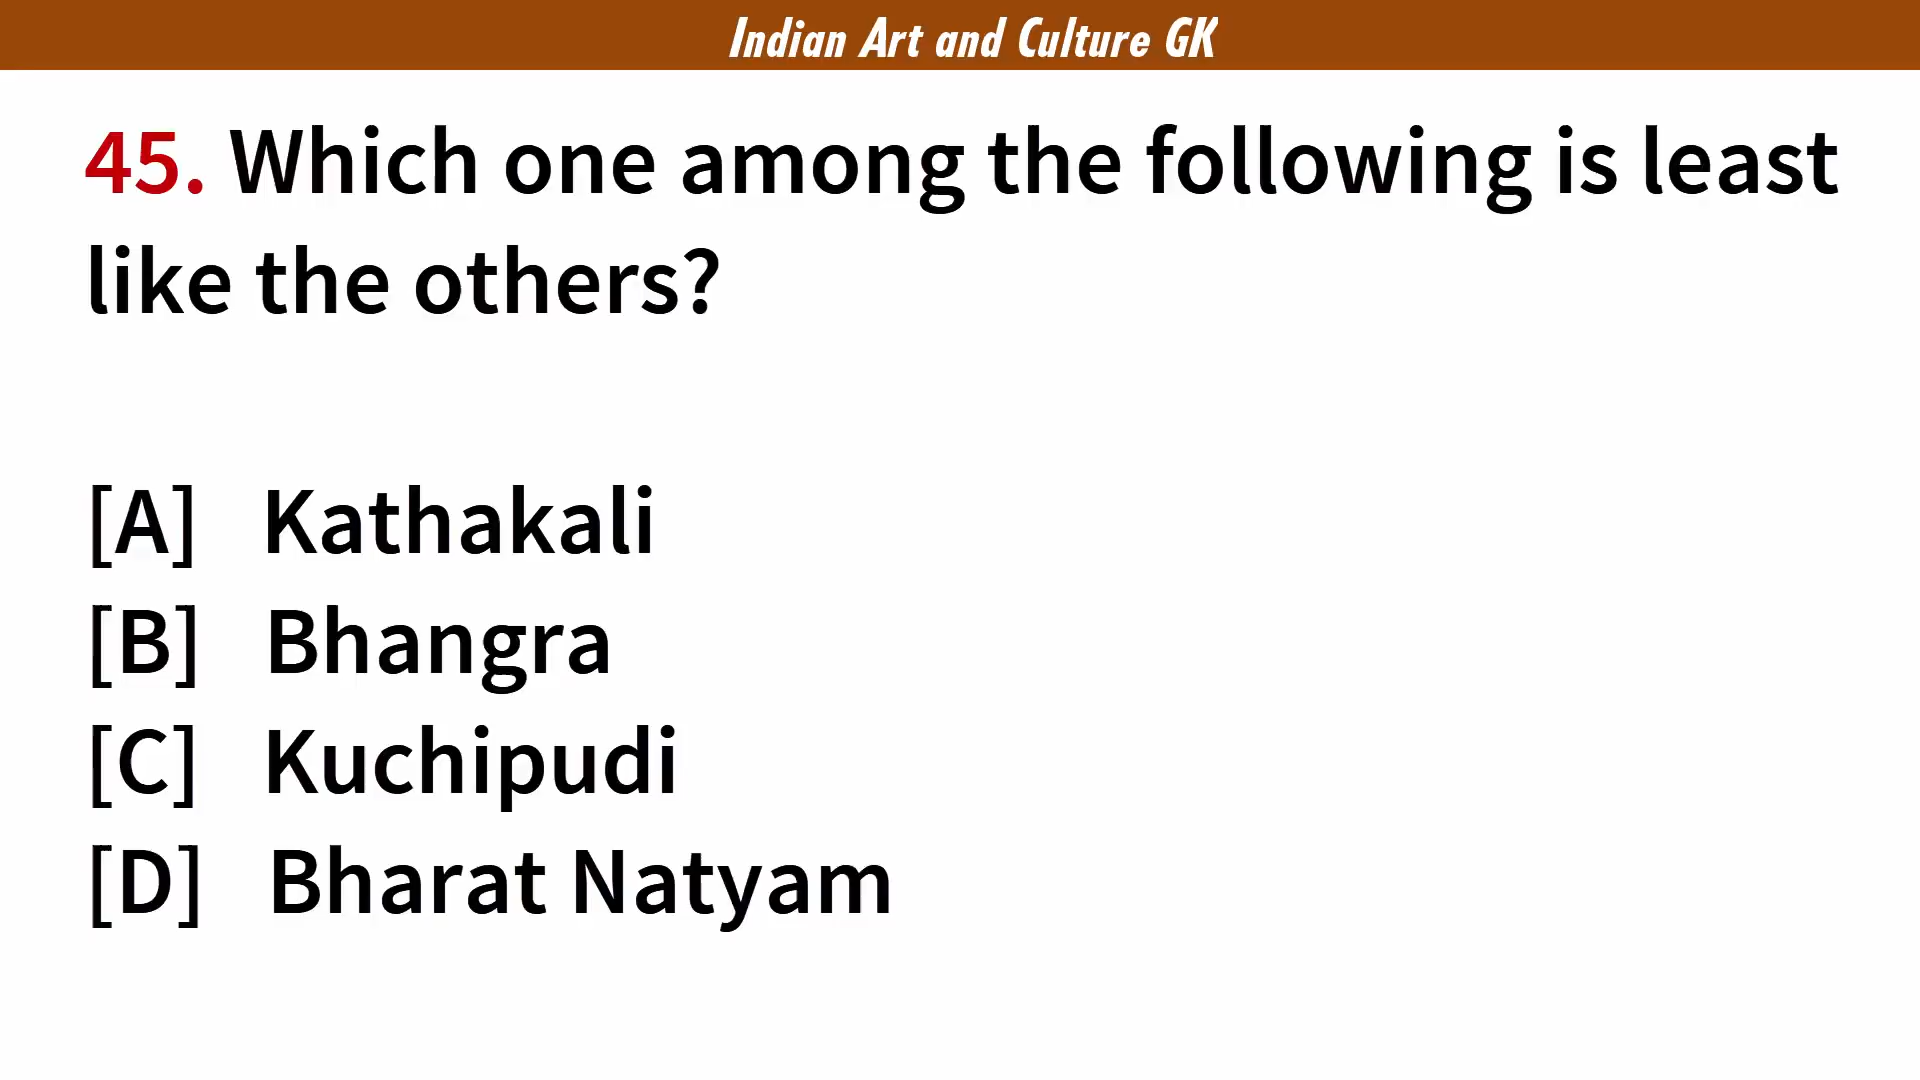 Indian Art and Culture GK
45. Which one among the following is least
like the others?
[A] Kathakali
[B] Bhangra
[C] Kuchipudi
[D] Bharat Natyam